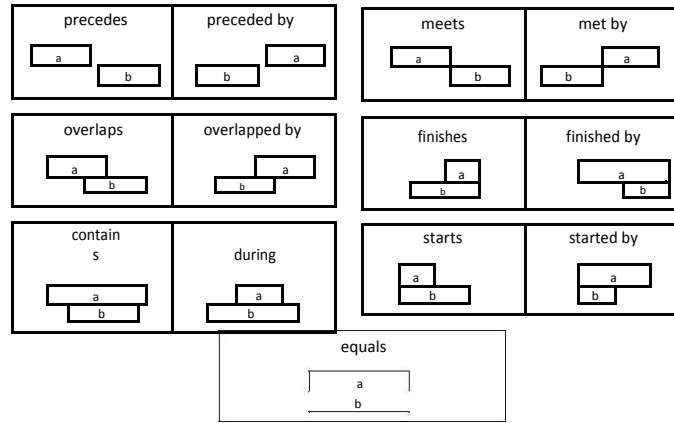 precedes
a
b
preceded by
a
b
meets
a
b
met by
a
b
overlaps
a
b
overlapped by
a
b
finishes
a
b
finished by
a
b
contain
s
a
b
during
a
b
starts
a
b
started by
a
b
equals
a
b